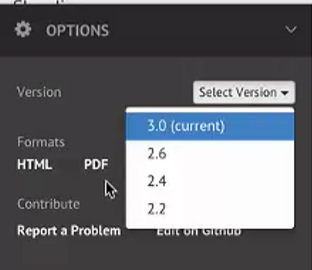 OPTIONS
Version Select Version
3.0 (current)
2.6
2.4
2.2
Formats
HTML PDF
Contribute
Report a Problem Edit on Github